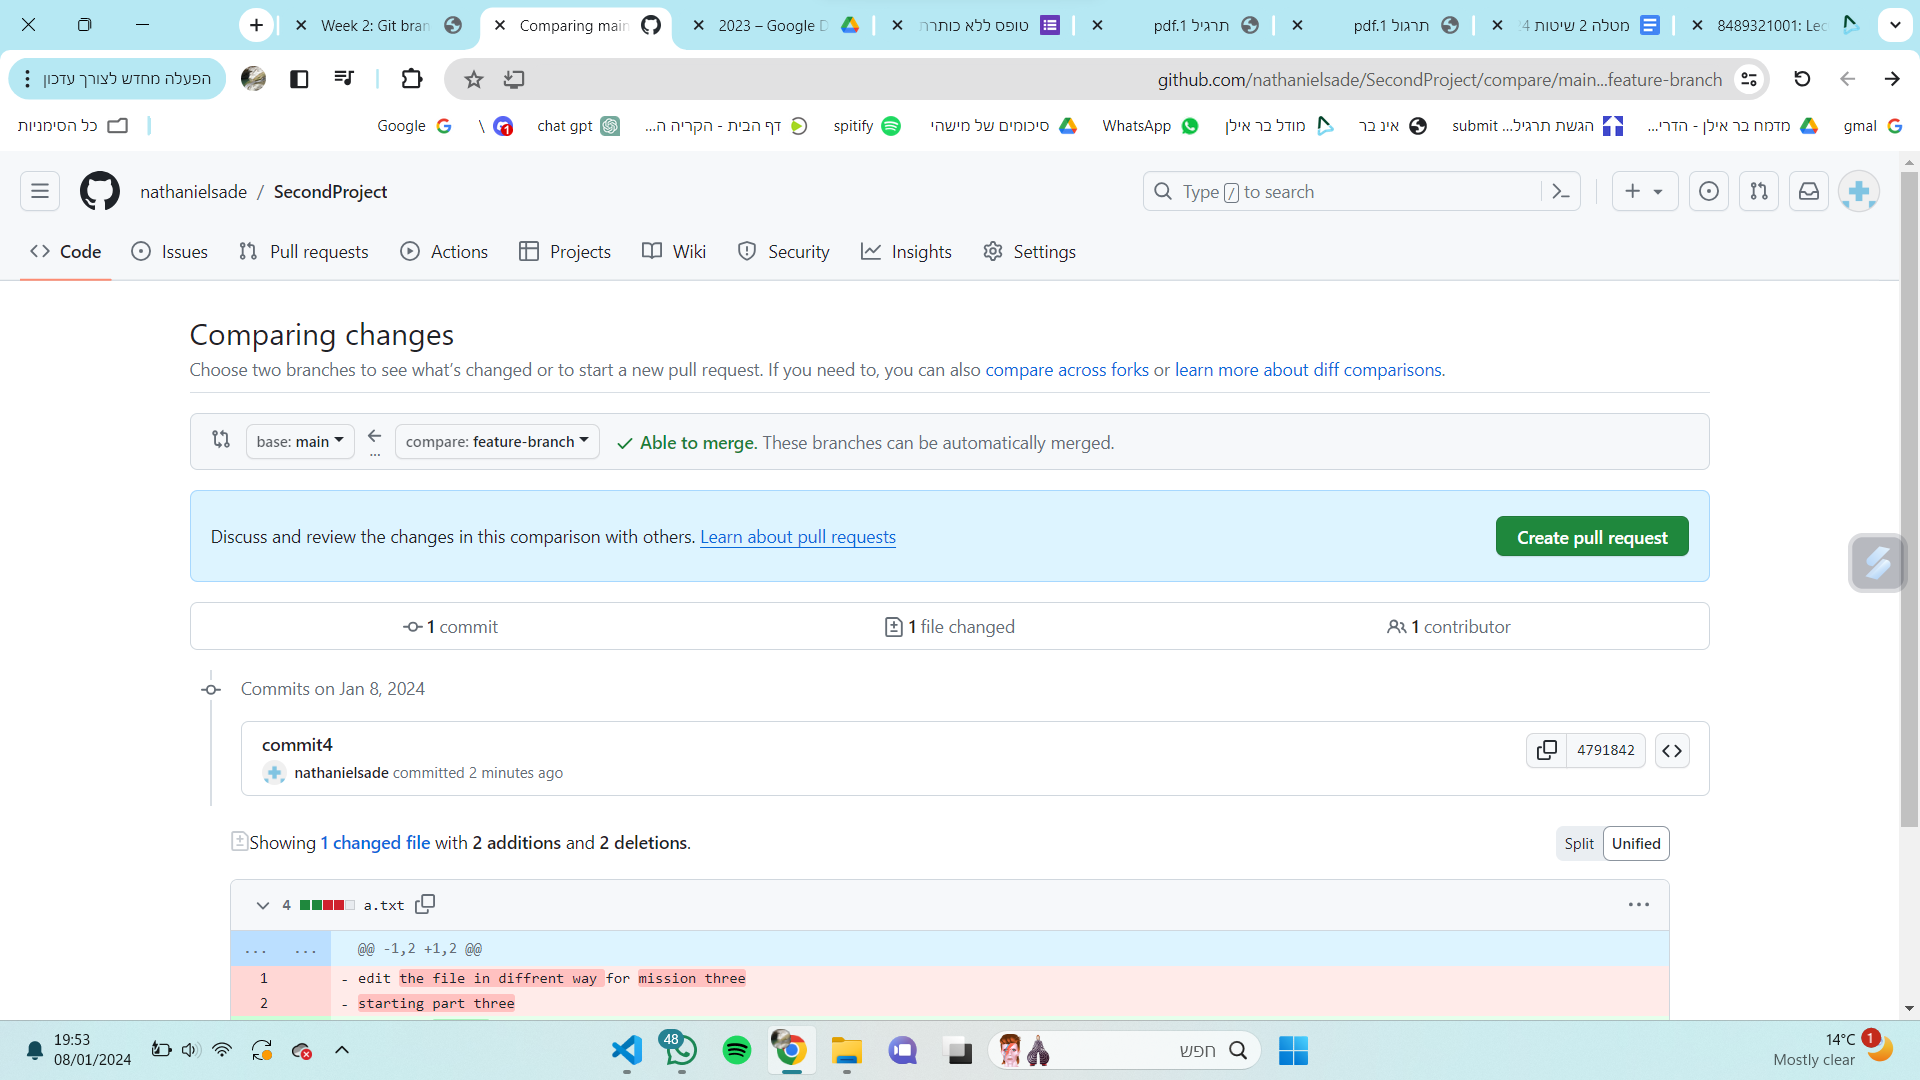 Week 2: Git bran
Comparing main
2023 – Google D
טופס ללא כותרת
תרגיל 1.pdf
תרגול 1.pdf
מטלה 2 שיטות 24
8489321001: Lec
הפעלה מחדש לצורך עדכון
github.com/nathanielsade/SecondProject/compare/main...feature-branch
כל הסימניות
Google
\
1
chat gpt
דף הבית - הקריה ה...
spitify
סיכומים של מישהי
WhatsApp
מודל בר אילן
אינ בר
submit הגשת תרגיל...
מדמח בר אילן - הדרי...
gmal
nathanielsade / SecondProject
Type / to search
Code
Issues
Pull requests
Actions
Projects
Wiki
Security
Insights
Settings
Comparing changes
Choose two branches to see what's changed or to start a new pull request. If you need to, you can also compare across forks or learn more about diff comparisons.
base: main
...
compare: feature-branch
Able to merge. These branches can be automatically merged.
Discuss and review the changes in this comparison with others. Learn about pull requests
Create pull request
1 commit
1 file changed
1 contributor
Commits on Jan 8, 2024
commit4
4791842
nathanielsade committed 2 minutes ago
Showing 1 changed file with 2 additions and 2 deletions.
Split
Unified
4
a.txt
... ... @@ -1,2 +1,2 @@
1 - edit the file in diffrent way for mission three
2 - starting part three
19:53
08/01/2024
48
חפש
14°C
Mostly clear
1